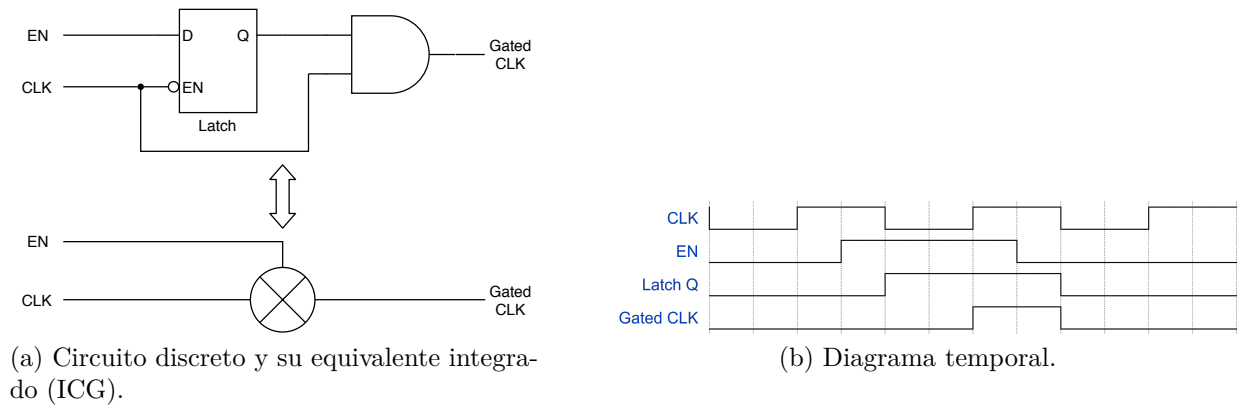 EN
D
Q
Gated
CLK
CLK
EN
Latch
EN
CLK
Gated
CLK
(a) Circuito discreto y su equivalente integra-
do (ICG).
CLK
EN
Latch Q
Gated CLK
(b) Diagrama temporal.